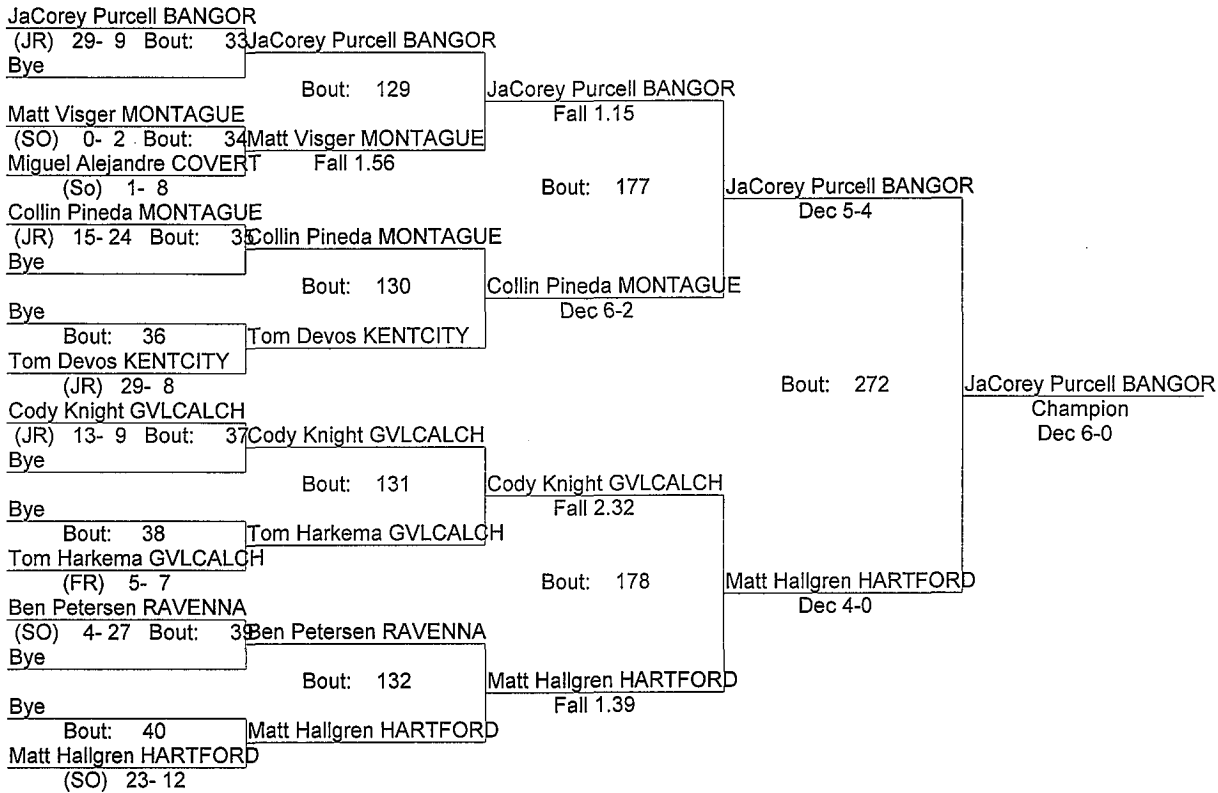 JaCorey Purcell BANGOR
(JR) 29- 9 Bout: 33
Bye
Matt Visger MONTAGUE
(SO) 0- 2 Bout: 34
Miguel Alejandre COVERT
(So) 1- 8
Collin Pineda MONTAGUE
(JR) 15- 24 Bout: 35
Bye
Bye
Bout: 36
Tom Devos KENTCITY
(JR) 29- 8
Cody Knight GVLCALCH
(JR) 13- 9 Bout: 37
Bye
Bye
Bout: 38
Tom Harkema GVLCALCH
(FR) 5- 7
Ben Petersen RAVENNA
(SO) 4- 27 Bout: 39
Bye
Bye
Bout: 40
Matt Hallgren HARTFORD
(SO) 23- 12
JaCorey Purcell BANGOR
Bout: 129
Matt Visger MONTAGUE
Fall 1.56
Collin Pineda MONTAGUE
Bout: 130
Tom Devos KENTCITY
Cody Knight GVLCALCH
Bout: 131
Tom Harkema GVLCALCH
Ben Petersen RAVENNA
Bout: 132
Matt Hallgren HARTFORD
JaCorey Purcell BANGOR
Fall 1.15
Bout: 177
Collin Pineda MONTAGUE
Dec 6-2
Cody Knight GVLCALCH
Fall 2.32
Bout: 178
Matt Hallgren HARTFORD
Fall 1.39
JaCorey Purcell BANGOR
Dec 5-4
Bout: 272
Matt Hallgren HARTFORD
Dec 4-0
JaCorey Purcell BANGOR
Champion
Dec 6-0